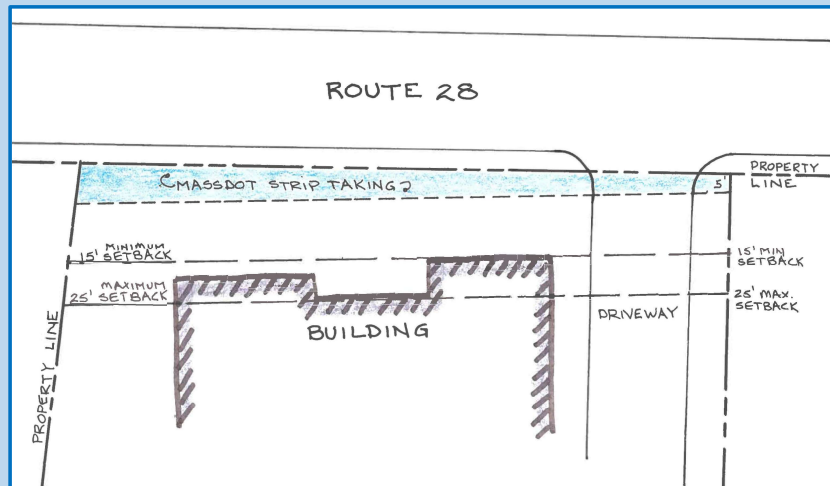 ROUTE 28
PROPERTY
LINE
MASSDOT STRIP TAKING
5'
MINIMUM
15' SETBACK
15' MIN
SETBACK
MAXIMUM
25' SETBACK
25' MAX.
SETBACK
DRIVEWAY
BUILDING
PROPERTY LINE